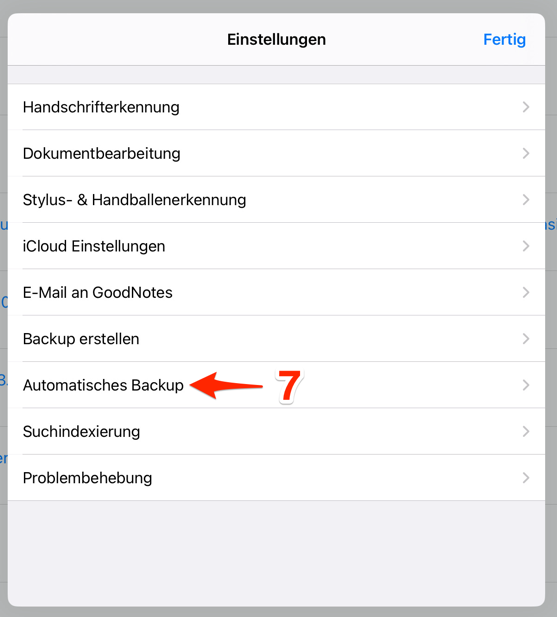 Einstellungen
Fertig
Handschrifterkennung
Dokumentbearbeitung
Stylus- & Handballenerkennung
iCloud Einstellungen
E-Mail an GoodNotes
Backup erstellen
Automatisches Backup
7
Suchindexierung
Problembehebung